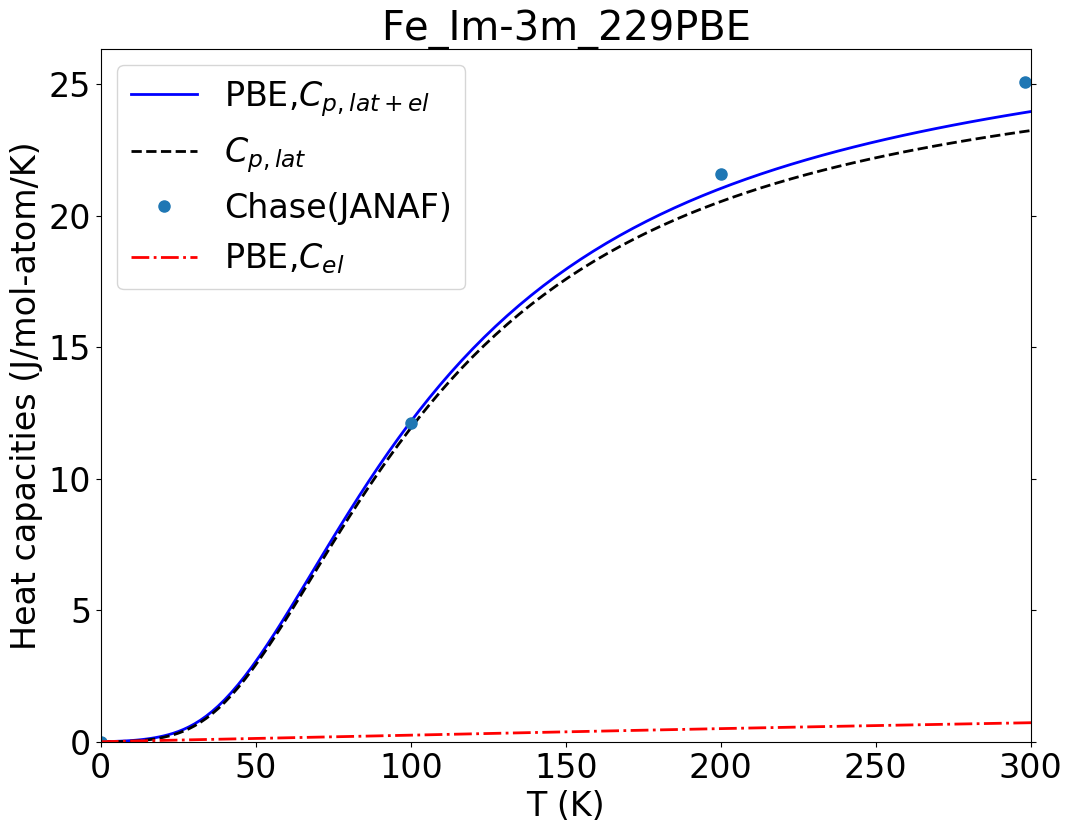 Fe_Im-3m_229PBE
PBE,C_{p,lat+el}
C_{p,lat}
Chase(JANAF)
PBE,C_{el}
Heat capacities (J/mol-atom/K)
25
20
15
10
5
0
0 50 100 150 200 250 300
T (K)